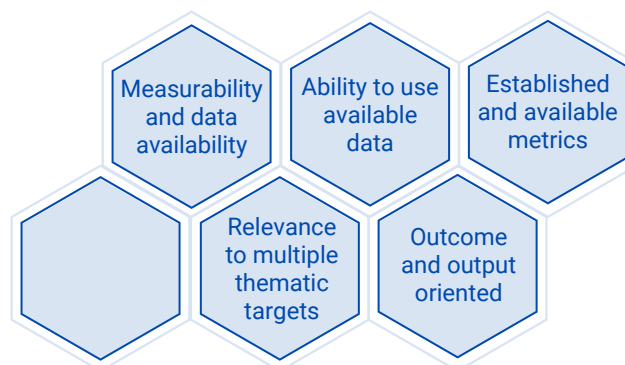 Measurability
and data
availability
Ability to use
available
data
Established
and available
metrics
Relevance
to multiple
thematic
targets
Outcome
and output
oriented